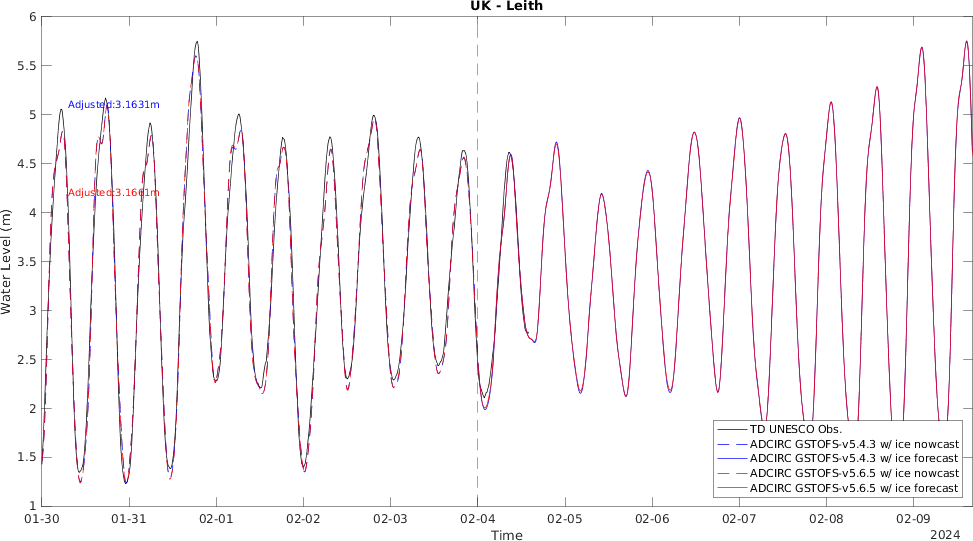 UK - Leith
6
5.5
5
4.5
4
3.5
3
2.5
2
1.5
1
Water Level (m)
Adjusted:3.1631m
Adjusted:3.1661m
TD UNESCO Obs.
ADCIRC GSTOFS-v5.4.3 w/ ice nowcast
ADCIRC GSTOFS-v5.4.3 w/ ice forecast
ADCIRC GSTOFS-v5.6.5 w/ ice nowcast
ADCIRC GSTOFS-v5.6.5 w/ ice forecast
01-30 01-31 02-01 02-02 02-03 02-04 02-05 02-06 02-07 02-08 02-09
Time
2024